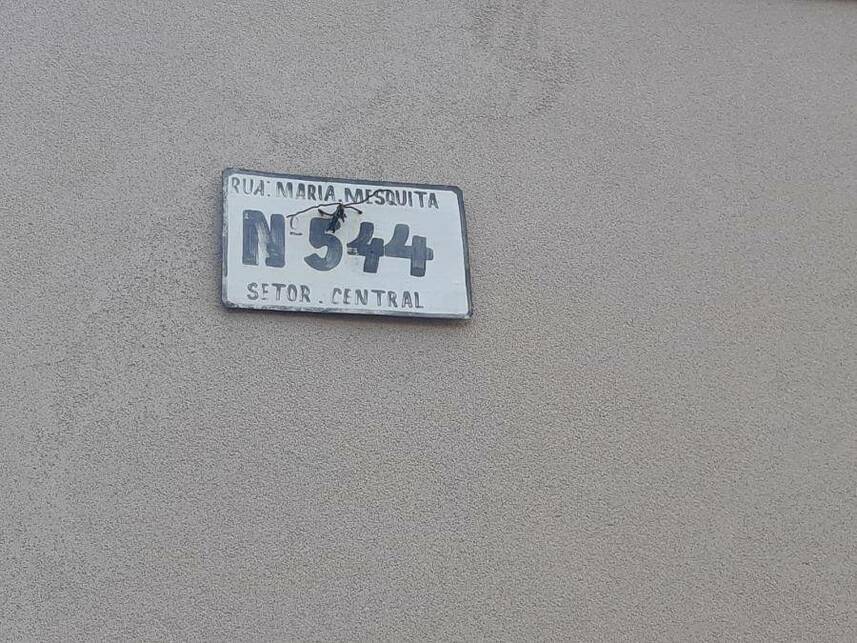 RUA: MARIA.MESQUITA
Nº 544
SETOR. CENTRAL